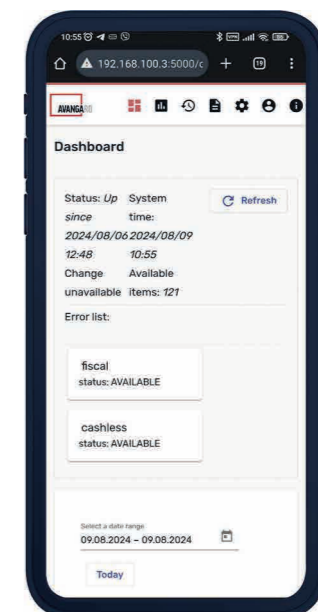 10:55
192.168.100.3:5000/c
19
AVANGA
Dashboard
Status: Up since 2024/08/06 12:48
System time: 2024/08/09 10:55
Refresh
Change unavailable
Available items: 121
Error list:
fiscal
status: AVAILABLE
cashless
status: AVAILABLE
Select a date range
09.08.2024 – 09.08.2024
Today